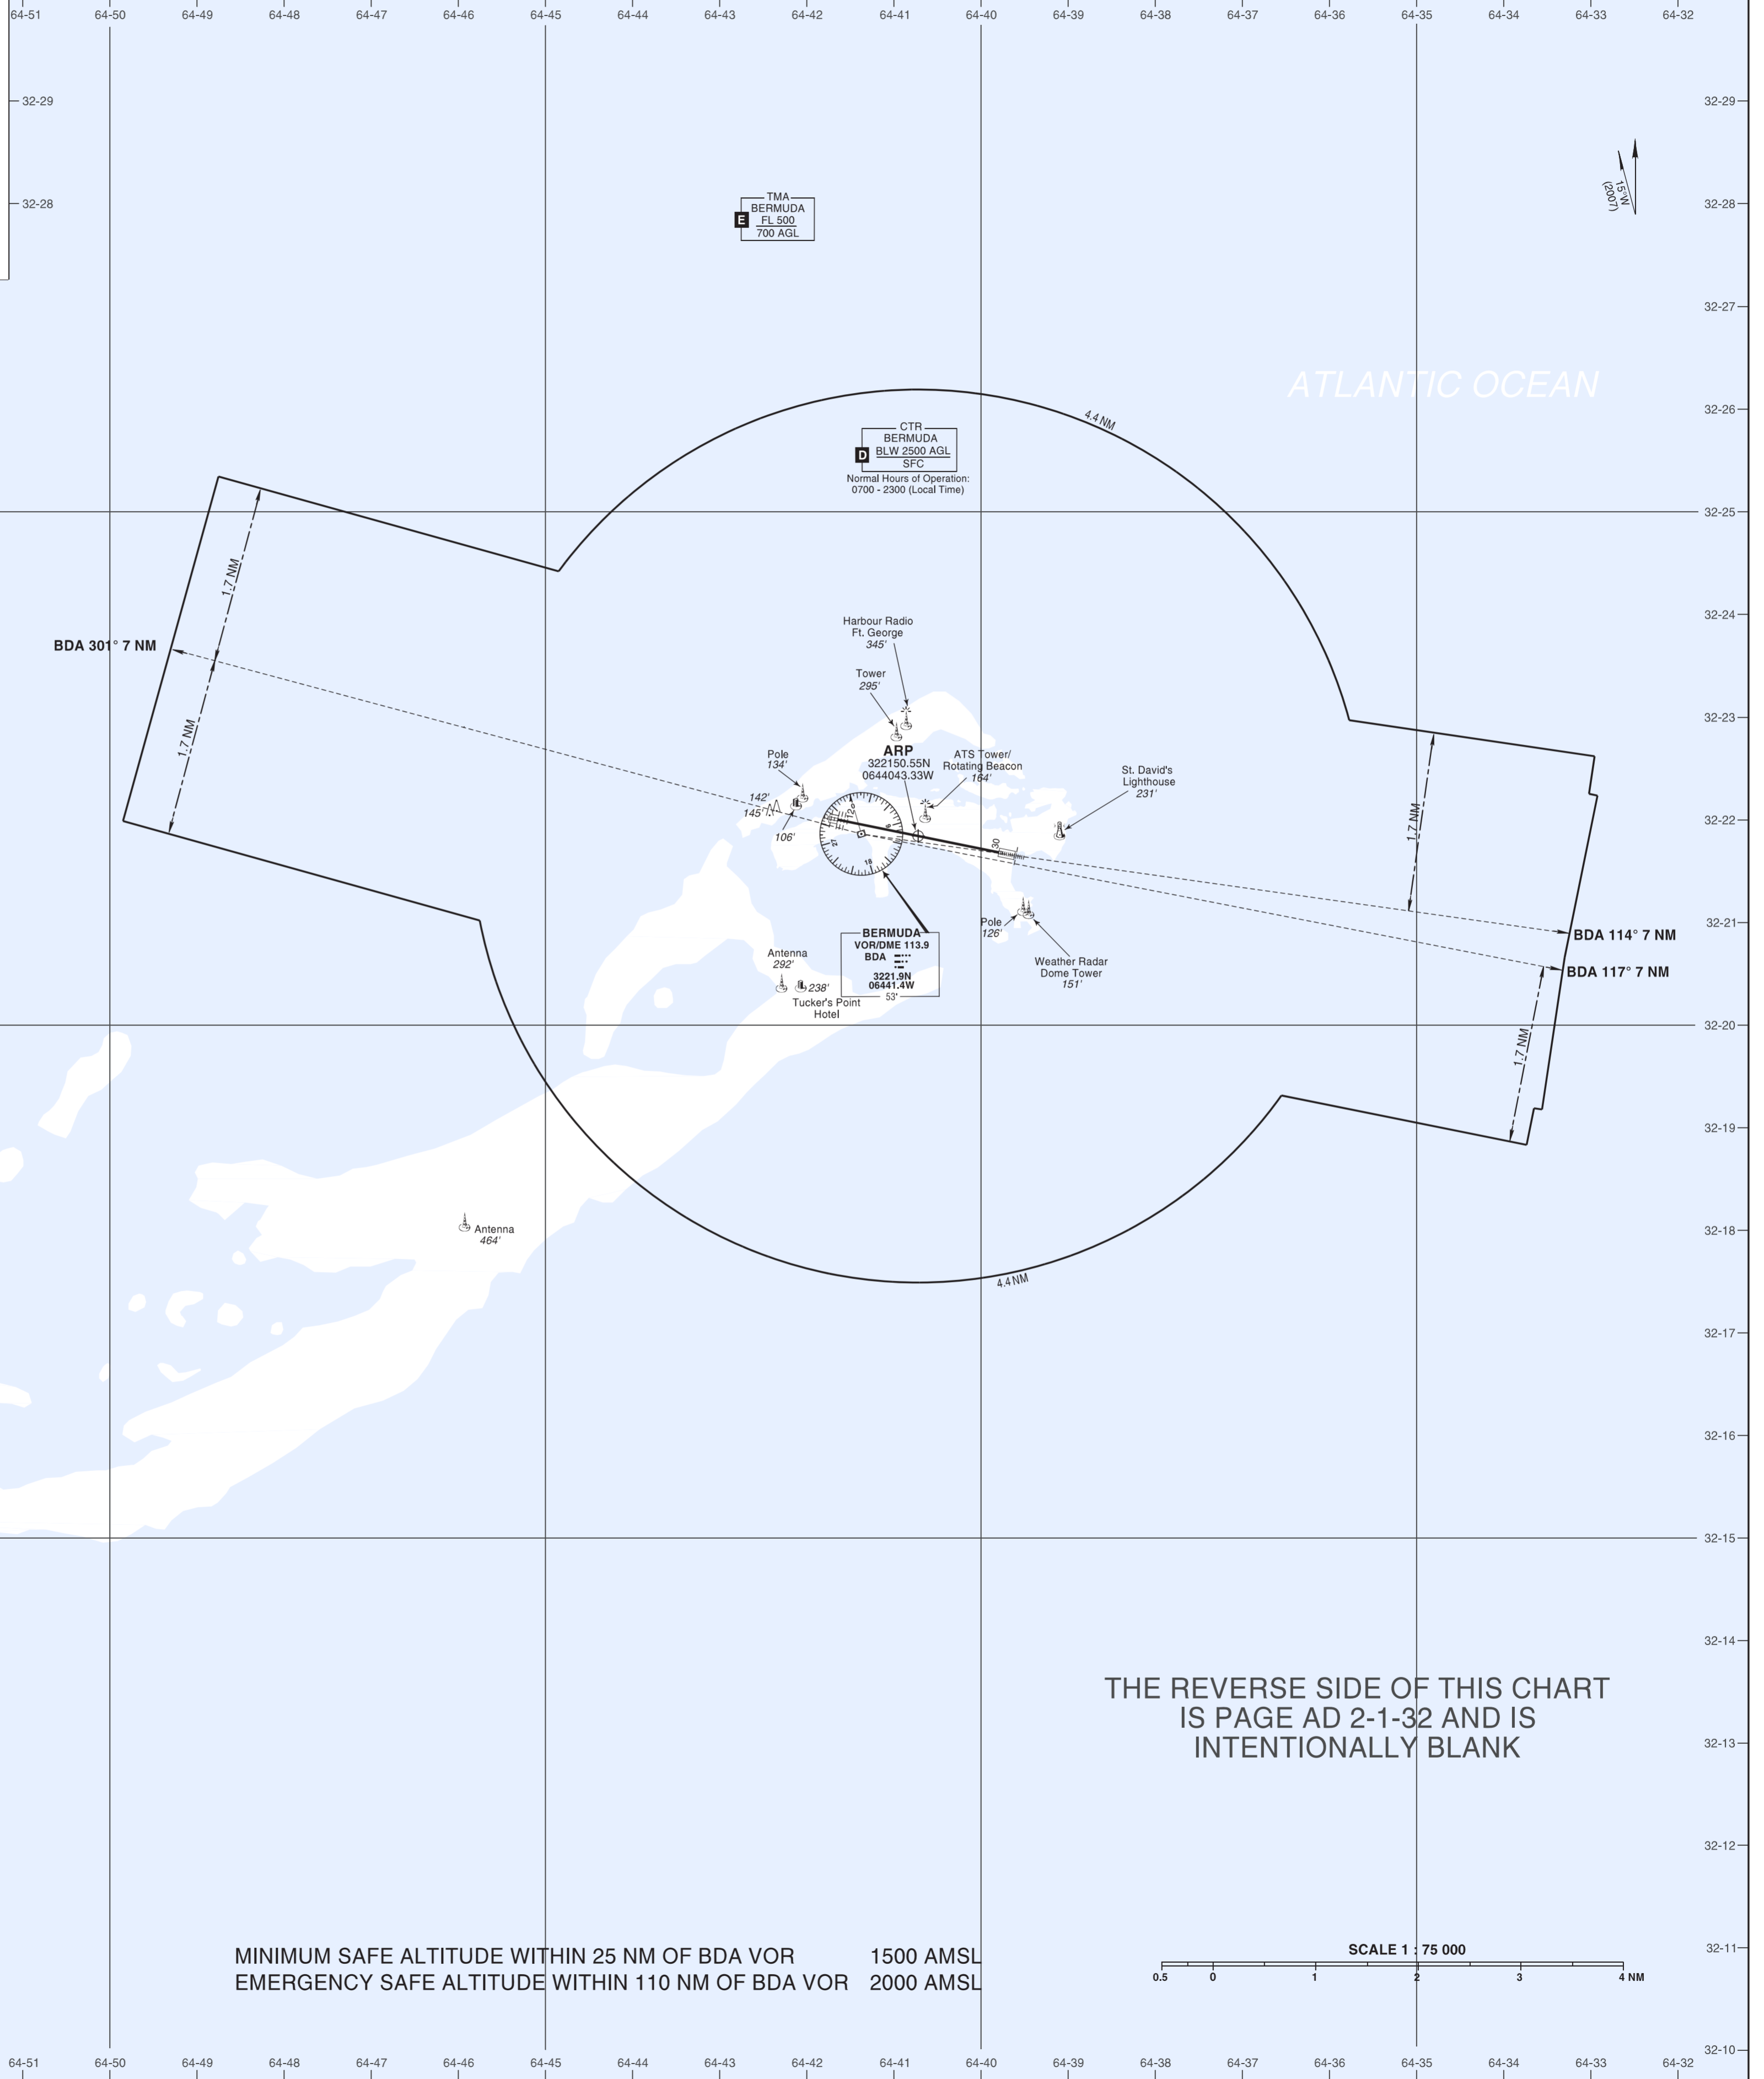 64-51 64-50 64-49 64-48 64-47 64-46 64-45 64-44 64-43 64-42 64-41 64-40 64-39 64-38 64-37 64-36 64-35 64-34 64-33 64-32
32-29 32-29
15°W
(2007)
32-28 32-28
TMA
BERMUDA
E
FL 500
700 AGL
32-27
ATLANTIC OCEAN
32-26
4.4 NM
CTR
BERMUDA
D
BLW 2500 AGL
SFC
Normal Hours of Operation:
0700 - 2300 (Local Time)
32-25
1.7 NM
32-24
Harbour Radio
Ft. George
345'
BDA 301° 7 NM
Tower
295'
32-23
1.7 NM
ARP
322150.55N
0644043.33W
Pole
134'
ATS Tower/
Rotating Beacon
164'
St. David's
Lighthouse
231'
142'
145'
106'
12
30
27
18
1.7 NM
32-22
32-21
Pole
126'
BDA 114° 7 NM
BERMUDA
VOR/DME 113.9
BDA
3221.9N
06441.4W
53'
Antenna
292'
238'
Tucker's Point
Hotel
Weather Radar
Dome Tower
151'
BDA 117° 7 NM
1.7 NM
32-20
32-19
Antenna
464'
32-18
4.4 NM
32-17
32-16
32-15
32-14
THE REVERSE SIDE OF THIS CHART
IS PAGE AD 2-1-32 AND IS
INTENTIONALLY BLANK
32-13
32-12
MINIMUM SAFE ALTITUDE WITHIN 25 NM OF BDA VOR 1500 AMSL
EMERGENCY SAFE ALTITUDE WITHIN 110 NM OF BDA VOR 2000 AMSL
SCALE 1 : 75 000
0.5 0 1 2 3 4 NM
32-11
32-10
64-51 64-50 64-49 64-48 64-47 64-46 64-45 64-44 64-43 64-42 64-41 64-40 64-39 64-38 64-37 64-36 64-35 64-34 64-33 64-32